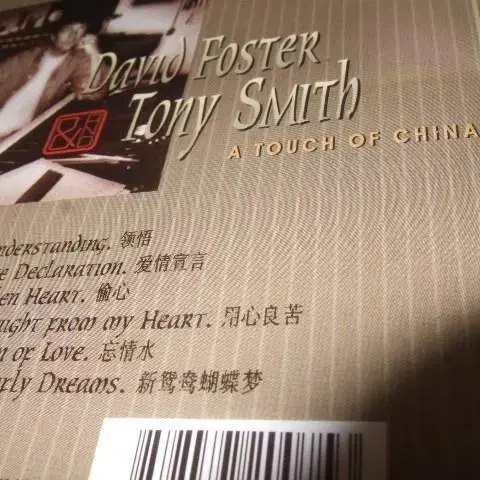 David Foster
Tony Smith
A TOUCH OF CHINA
nderstanding. 领悟
e Declaration. 爱情宣言
en Heart. 偷心
ught from my Heart. 用心良苦
n of Love. 忘情水
rly Dreams. 新鸳鸯蝴蝶梦